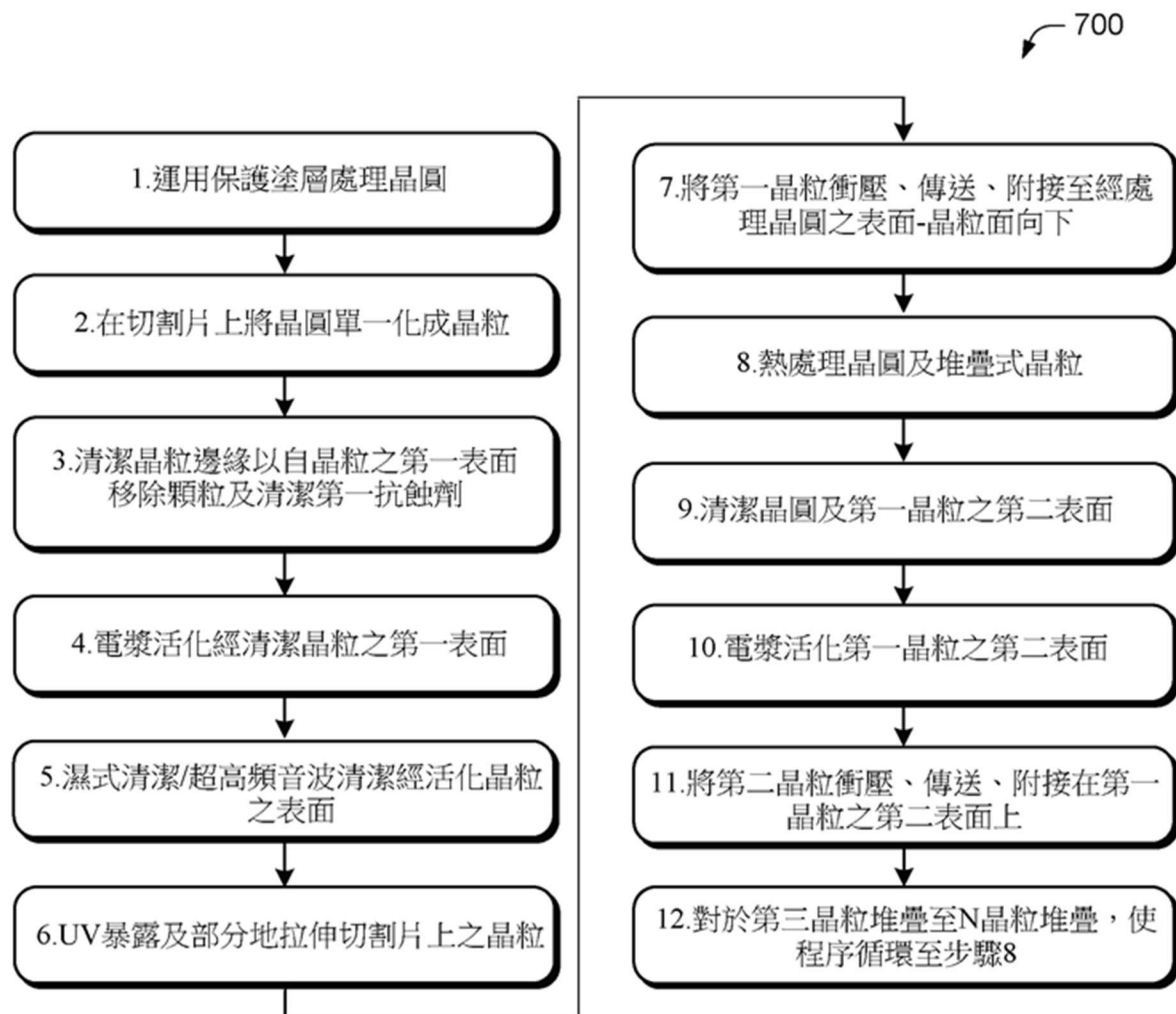 700
1.運用保護塗層處理晶圓
2.在切割片上將晶圓單一化成晶粒
3.清潔晶粒邊緣以自晶粒之第一表面
移除顆粒及清潔第一抗蝕劑
4.電漿活化經清潔晶粒之第一表面
5.濕式清潔/超高頻音波清潔經活化晶粒
之表面
6.UV暴露及部分地拉伸切割片上之晶粒
7.將第一晶粒衝壓、傳送、附接至經處
理晶圓之表面-晶粒面向下
8.熱處理晶圓及堆疊式晶粒
9.清潔晶圓及第一晶粒之第二表面
10.電漿活化第一晶粒之第二表面
11.將第二晶粒衝壓、傳送、附接在第一
晶粒之第二表面上
12.對於第三晶粒堆疊至N晶粒堆疊，使
程序循環至步驟8